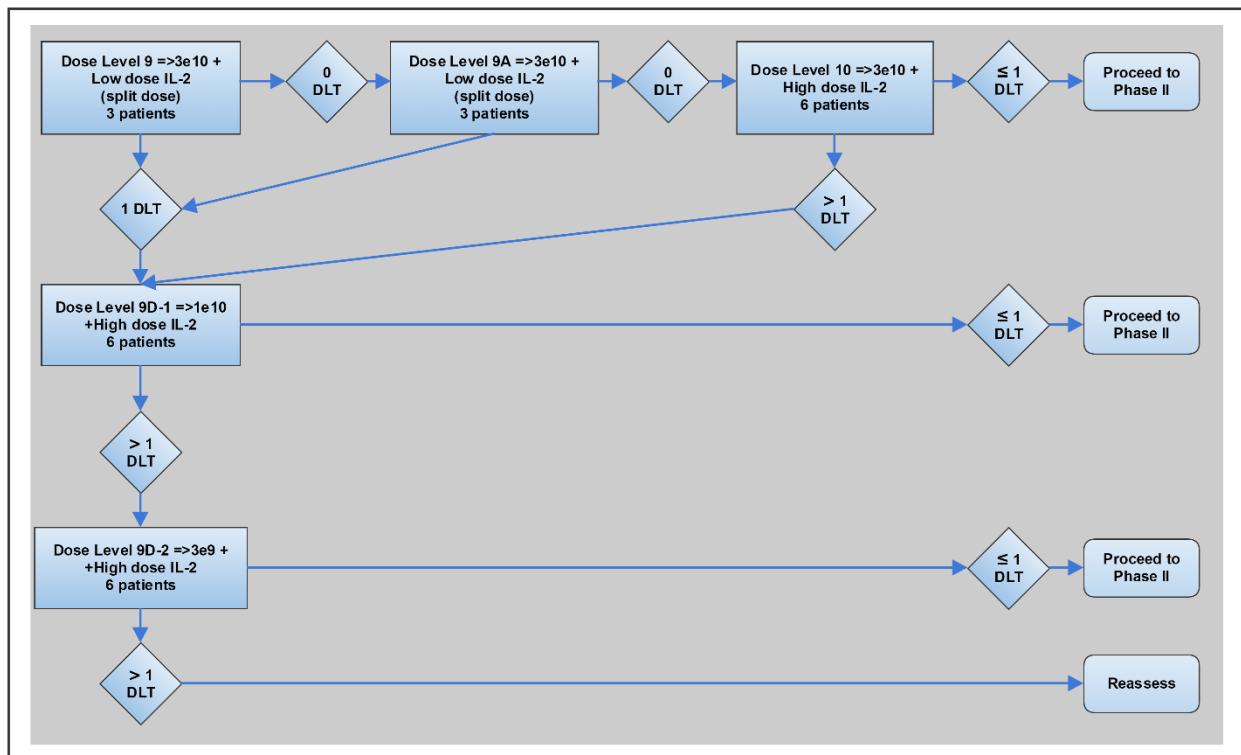 Dose Level 9 =>3e10 +
Low dose IL-2
(split dose)
3 patients
0
DLT
Dose Level 9A =>3e10 +
Low dose IL-2
(split dose)
3 patients
0
DLT
Dose Level 10 =>3e10 +
High dose IL-2
6 patients
≤ 1
DLT
Proceed to
Phase II
1 DLT
> 1
DLT
Dose Level 9D-1 =>1e10
+High dose IL-2
6 patients
≤ 1
DLT
Proceed to
Phase II
> 1
DLT
Dose Level 9D-2 =>3e9 +
+High dose IL-2
6 patients
≤ 1
DLT
Proceed to
Phase II
> 1
DLT
Reassess